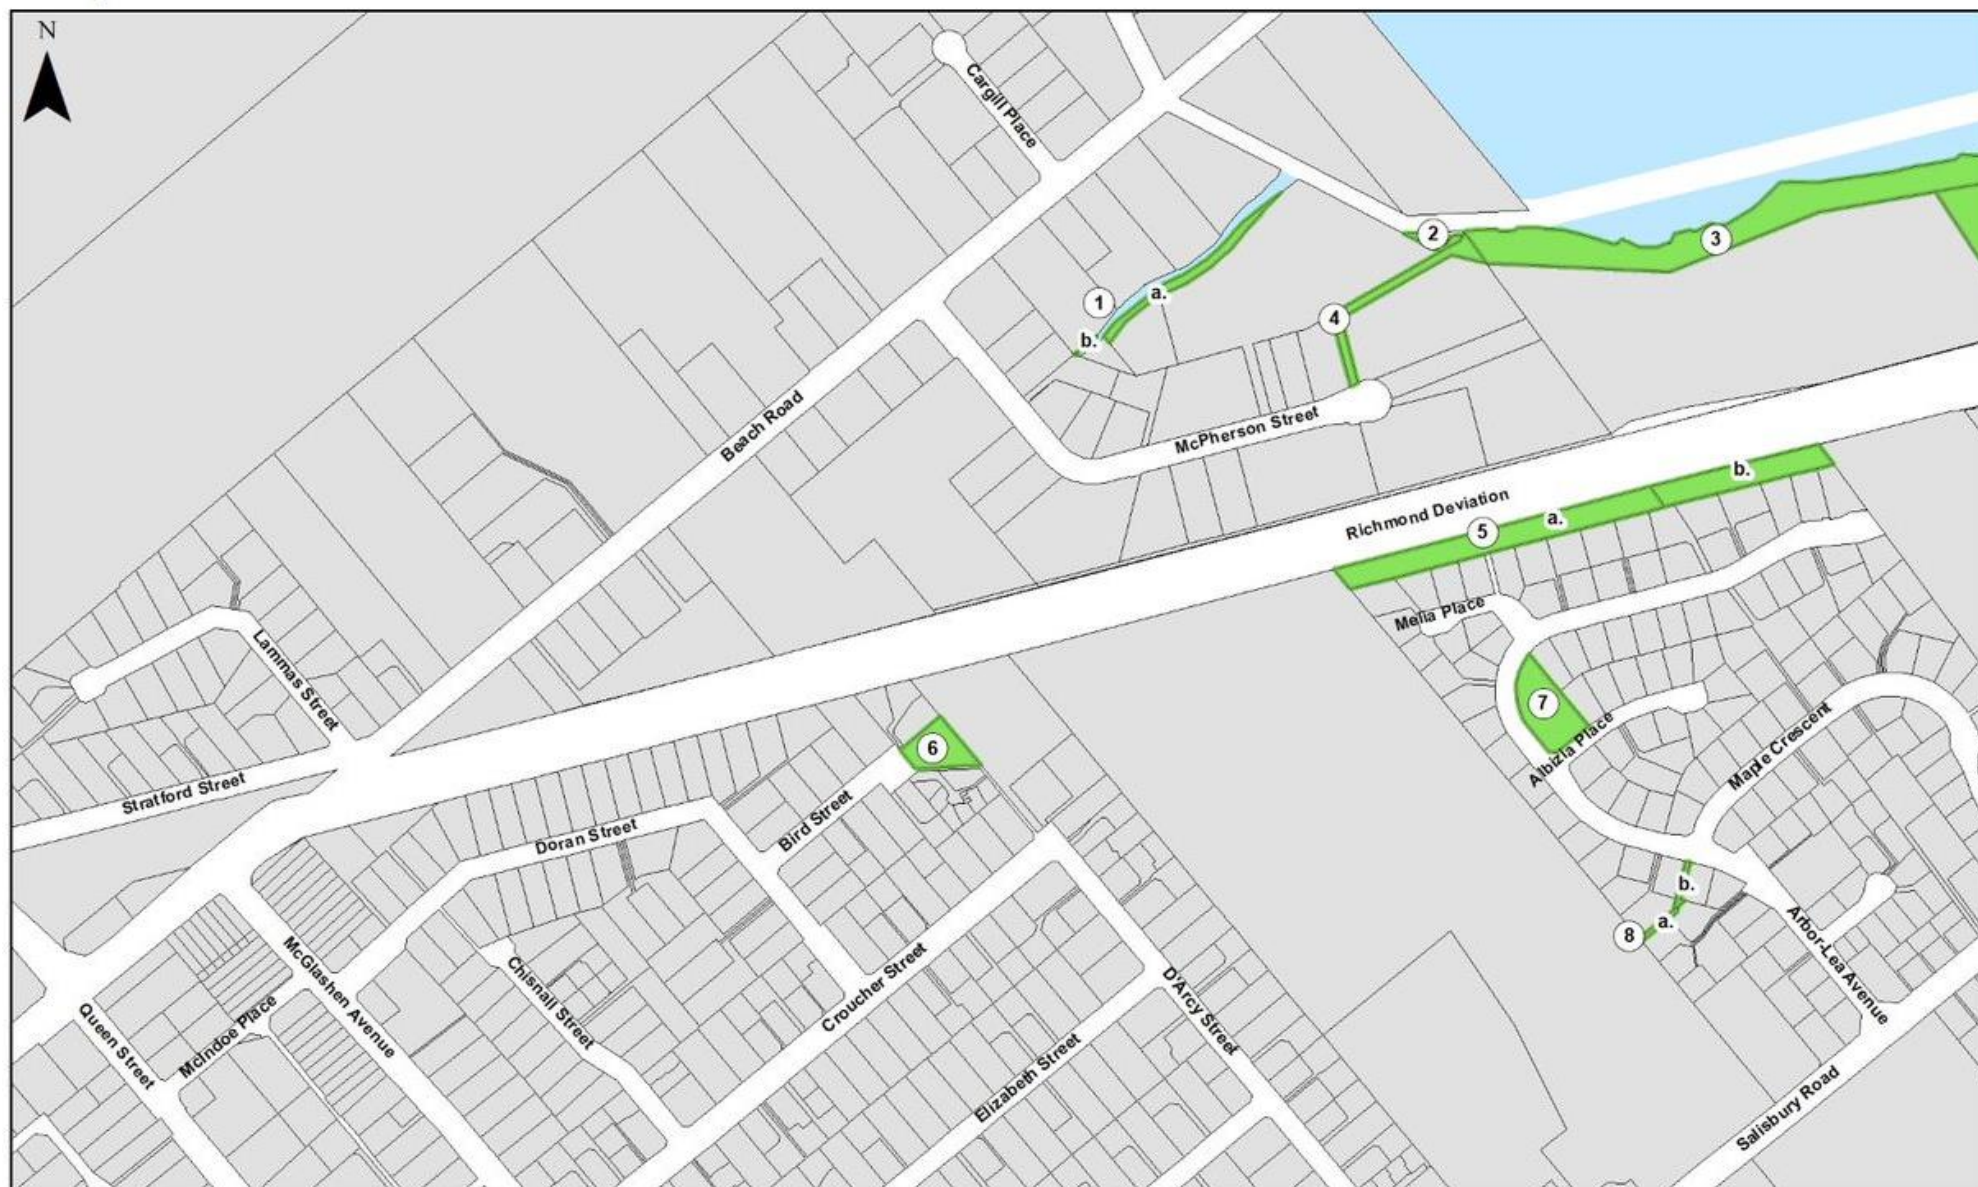 N
Cargill Place
2
3
1
a.
4
b.
Beach Road
McPherson Street
b.
Richmond Deviation
a.
5
Melia Place
Lammas Street
7
6
Albizia Place
Maple Crescent
Stratford Street
Bird Street
Doran Street
b.
a.
8
Arbor-Lea Avenue
McGlashen Avenue
Chisnall Street
Croucher Street
D'Arcy Street
Queen Street
McIndoe Place
Elizabeth Street
Salisbury Road